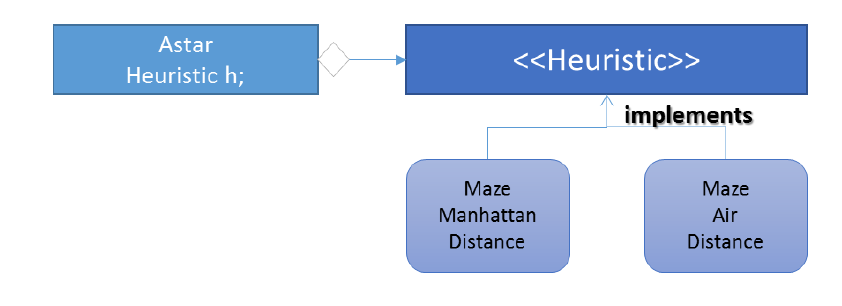 Astar
Heuristic h;
<<Heuristic>>
implements
Maze
Manhattan
Distance
Maze
Air
Distance